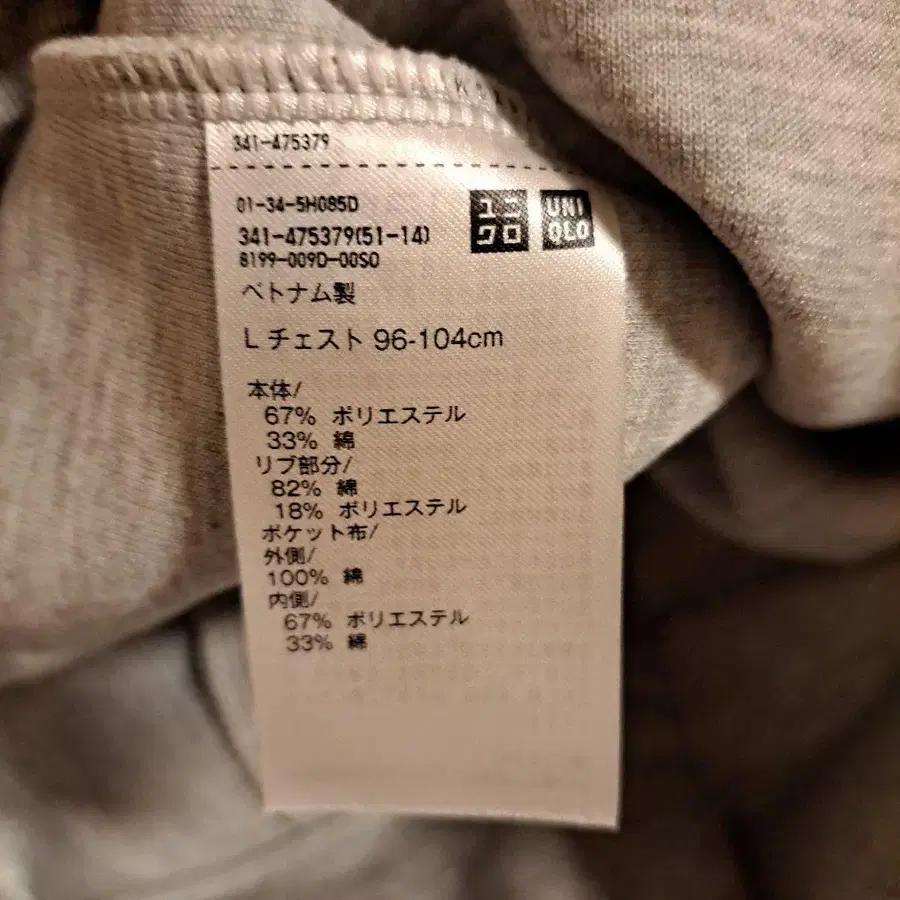 341-475379
01-34-5H085D
341-475379(51-14)
8199-009D-00S0
ユニ
クロ
UNI
QLO
ベトナム製
L チェスト 96-104cm
本体/
67% ポリエステル
33% 綿
リブ部分/
82% 綿
18% ポリエステル
ポケット布/
外側/
100% 綿
内側/
67% ポリエステル
33% 綿